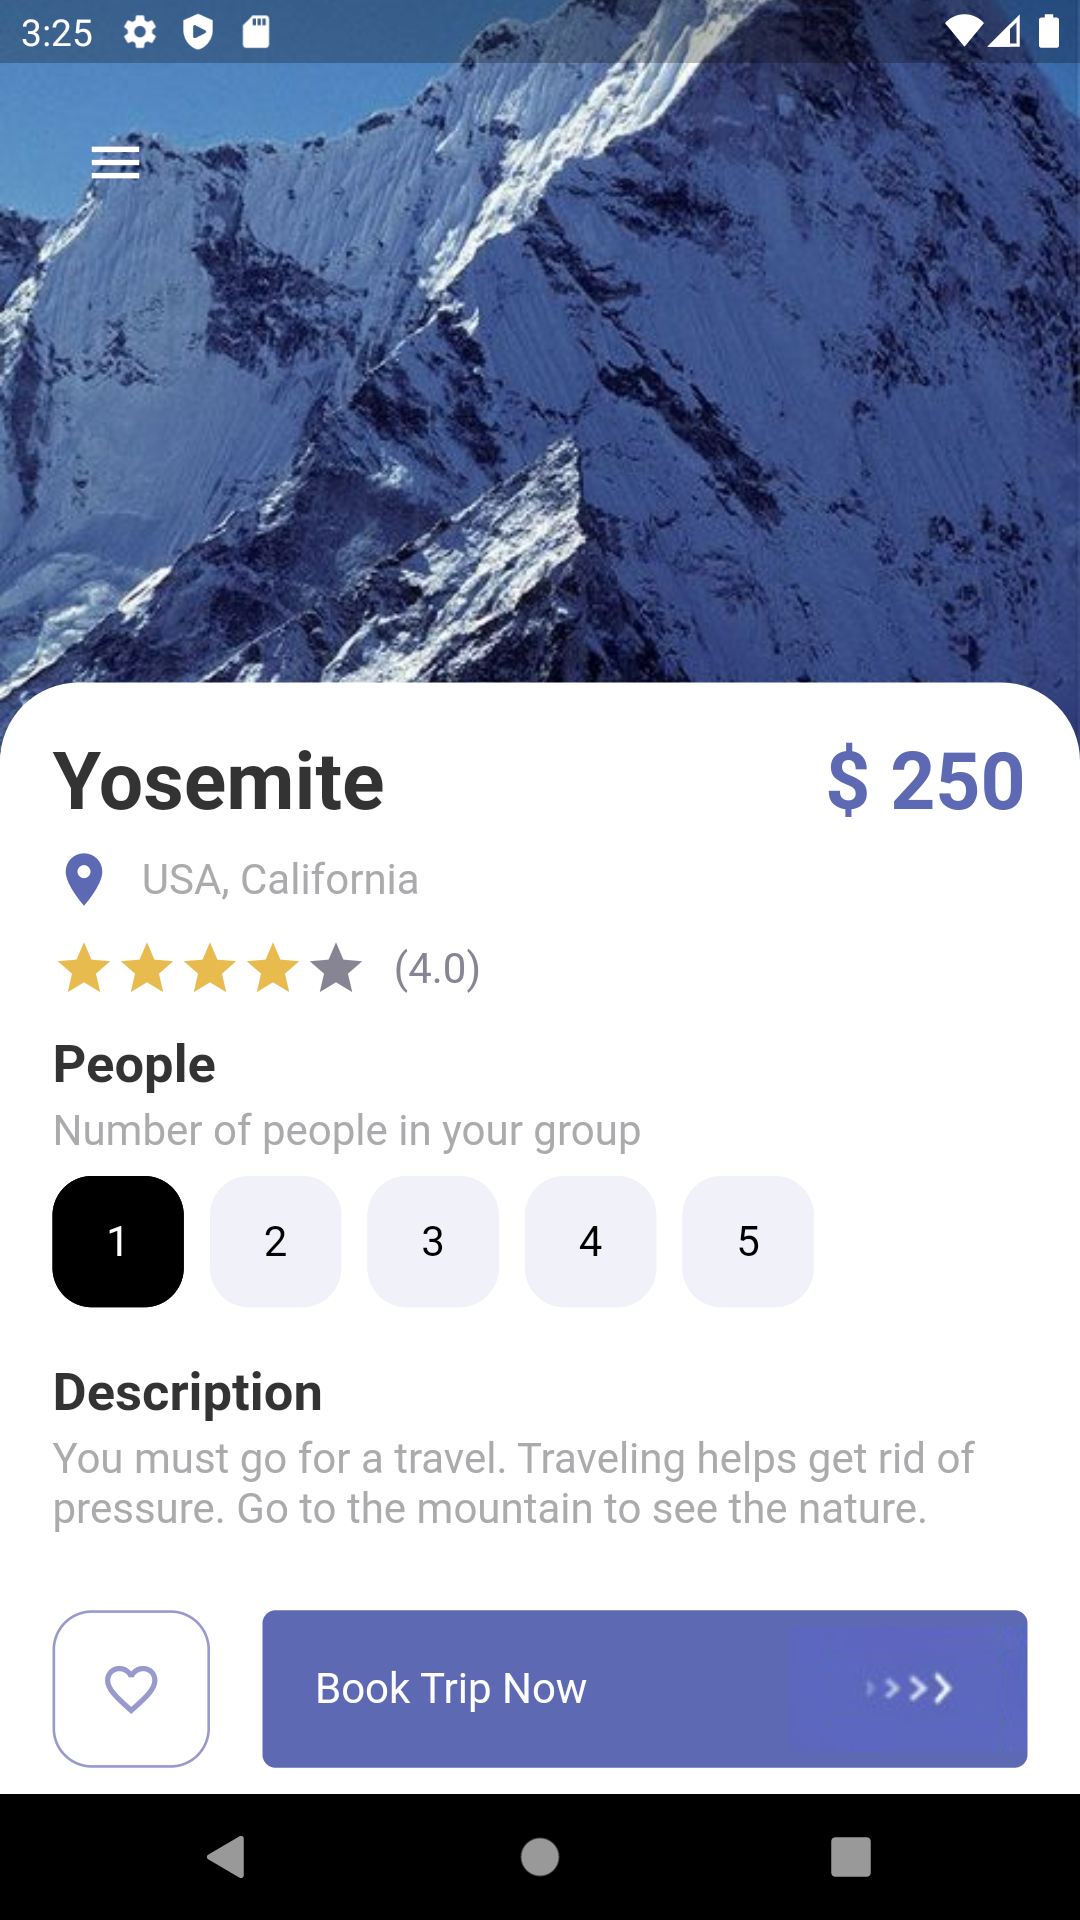 3:25
Yosemite
$ 250
USA, California
(4.0)
People
Number of people in your group
1 2 3 4 5
Description
You must go for a travel. Traveling helps get rid of
pressure. Go to the mountain to see the nature.
Book Trip Now